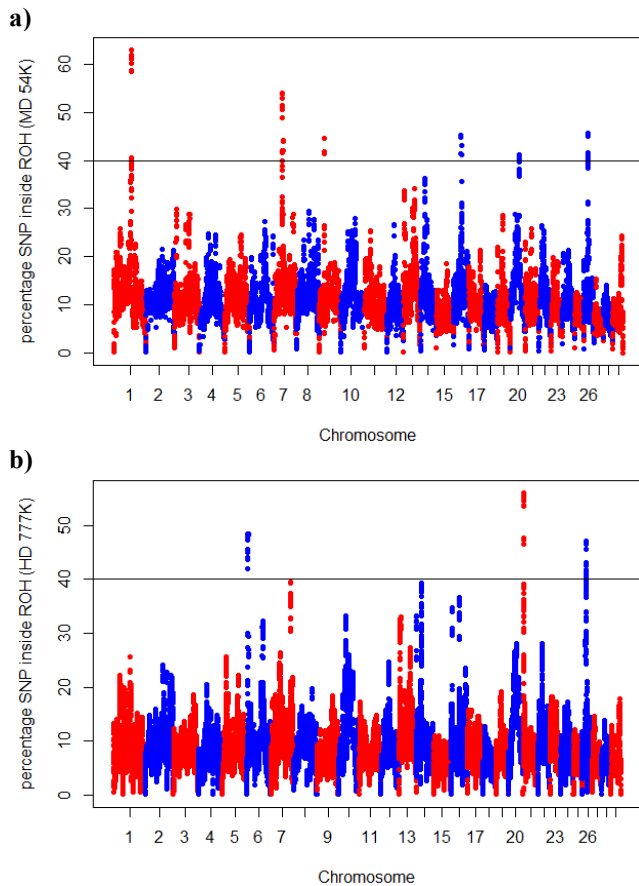 a)
percentage SNP inside ROH (MD 54K)
60
50
40
30
20
10
0
1 2 3 4 5 6 7 8 10 12 15 17 20 23 26
Chromosome
b)
percentage SNP inside ROH (HD 777K)
50
40
30
20
10
0
1 2 3 4 5 6 7 9 11 13 15 17 20 23 26
Chromosome